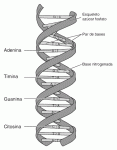 Esqueleto
azúcar fosfato
Par de bases
Adenina
Base nitrogenada
Timina
Guanina
Citosina